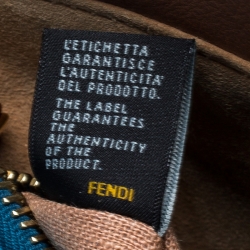 L'ETICHETTA
GARANTISCE
L'AUTENTICITA'
DEL PRODOTTO.
THE LABEL
GUARANTEES
THE
AUTHENTICITY
OF THE
PRODUCT.
FENDI